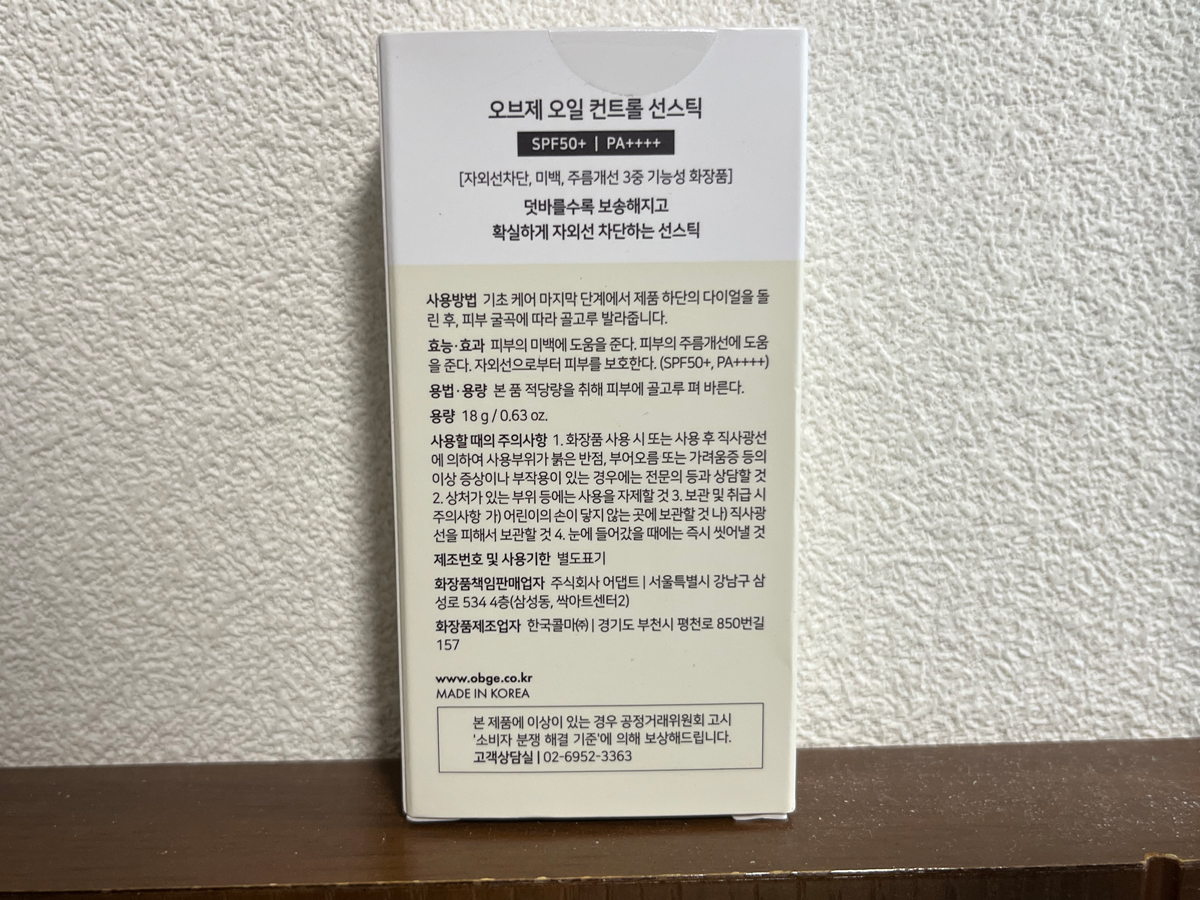 오브제 오일 컨트롤 선스틱
SPF50+ | PA++++
[자외선차단, 미백, 주름개선 3중 기능성 화장품]
덧바를수록 보송해지고
확실하게 자외선 차단하는 선스틱
사용방법 기초 케어 마지막 단계에서 제품 하단의 다이얼을 돌
린 후, 피부 굴곡에 따라 골고루 발라줍니다.
효능·효과 피부의 미백에 도움을 준다. 피부의 주름개선에 도움
을 준다. 자외선으로부터 피부를 보호한다. (SPF50+, PA++++)
용법·용량 본 품 적당량을 취해 피부에 골고루 펴 바른다.
용량 18 g / 0.63 oz.
사용할 때의 주의사항 1. 화장품 사용 시 또는 사용 후 직사광선
에 의하여 사용부위가 붉은 반점, 부어오름 또는 가려움증 등의
이상 증상이나 부작용이 있는 경우에는 전문의 등과 상담할 것
2. 상처가 있는 부위 등에는 사용을 자제할 것 3. 보관 및 취급 시
주의사항 가) 어린이의 손이 닿지 않는 곳에 보관할 것 나) 직사광
선을 피해서 보관할 것 4. 눈에 들어갔을 때에는 즉시 씻어낼 것
제조번호 및 사용기한 별도표기
화장품책임판매업자 주식회사 어댑트 | 서울특별시 강남구 삼
성로 534 4층(삼성동, 싹아트센터2)
화장품제조업자 한국콜마㈜ | 경기도 부천시 평천로 850번길
157
www.obge.co.kr
MADE IN KOREA
본 제품에 이상이 있는 경우 공정거래위원회 고시
'소비자 분쟁 해결 기준'에 의해 보상해드립니다.
고객상담실 | 02-6952-3363